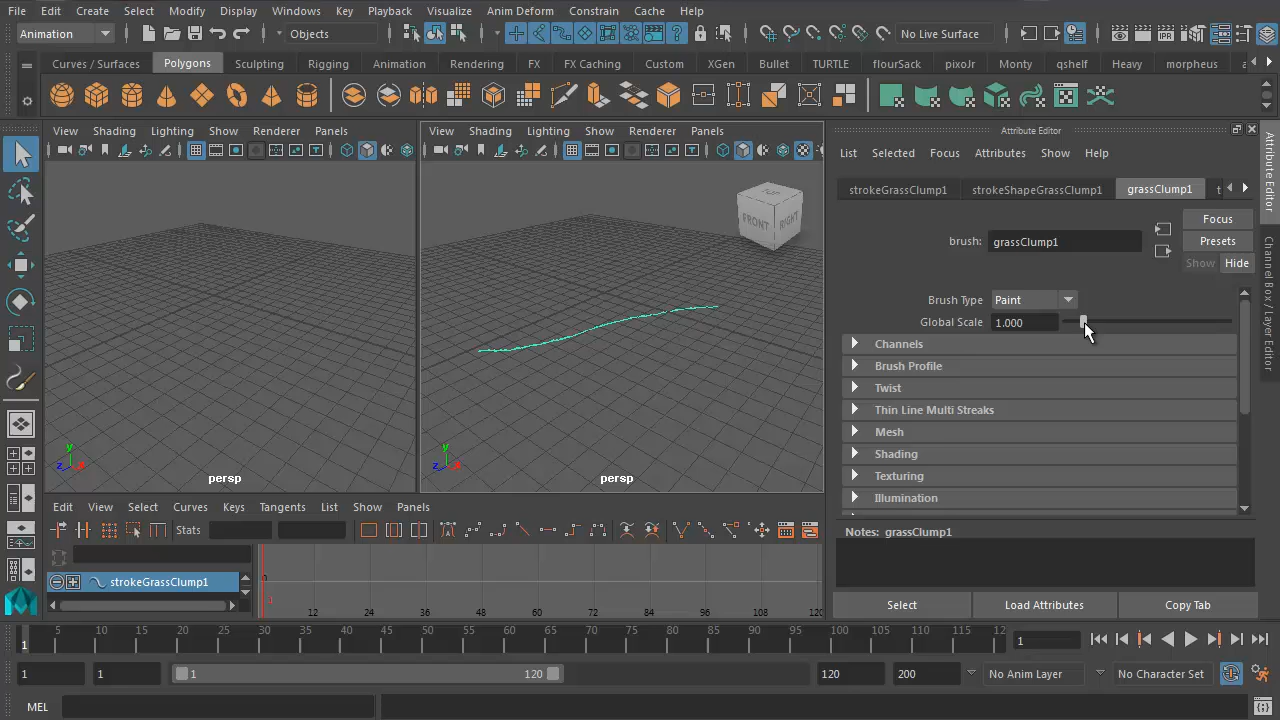 File Edit Create Select Modify Display Windows Key Playback Visualize Anim Deform Constrain Cache Help
Animation Objects No Live Surface
Curves / Surfaces Polygons Sculpting Rigging Animation Rendering FX FX Caching Custom XGen Bullet TURTLE flourSack pixoJr Monty qshelf Heavy morpheus
View Shading Lighting Show Renderer Panels View Shading Lighting Show Renderer Panels Attribute Editor
List Selected Focus Attributes Show Help
strokeGrassClump1 strokeShapeGrassClump1 grassClump1 t
Attribute Editor
Channel Box / Layer Editor
TOP
FRONT RIGHT
Focus
brush: grassClump1 Presets
Show Hide
Brush Type Paint
Global Scale 1.000
Channels
Brush Profile
Twist
Thin Line Multi Streaks
Mesh
Shading
Texturing
Illumination
y y
z x z x
persp persp
Notes: grassClump1
Edit View Select Curves Keys Tangents List Show Panels
Stats
strokeGrassClump1
0
1
12 24 36 48 60 72 84 96 108 120
Select Load Attributes Copy Tab
1 5 10 15 20 25 30 35 40 45 50 55 60 65 70 75 80 85 90 95 100 105 110 115 12
1
1 1 1 120 120 200 No Anim Layer No Character Set
MEL